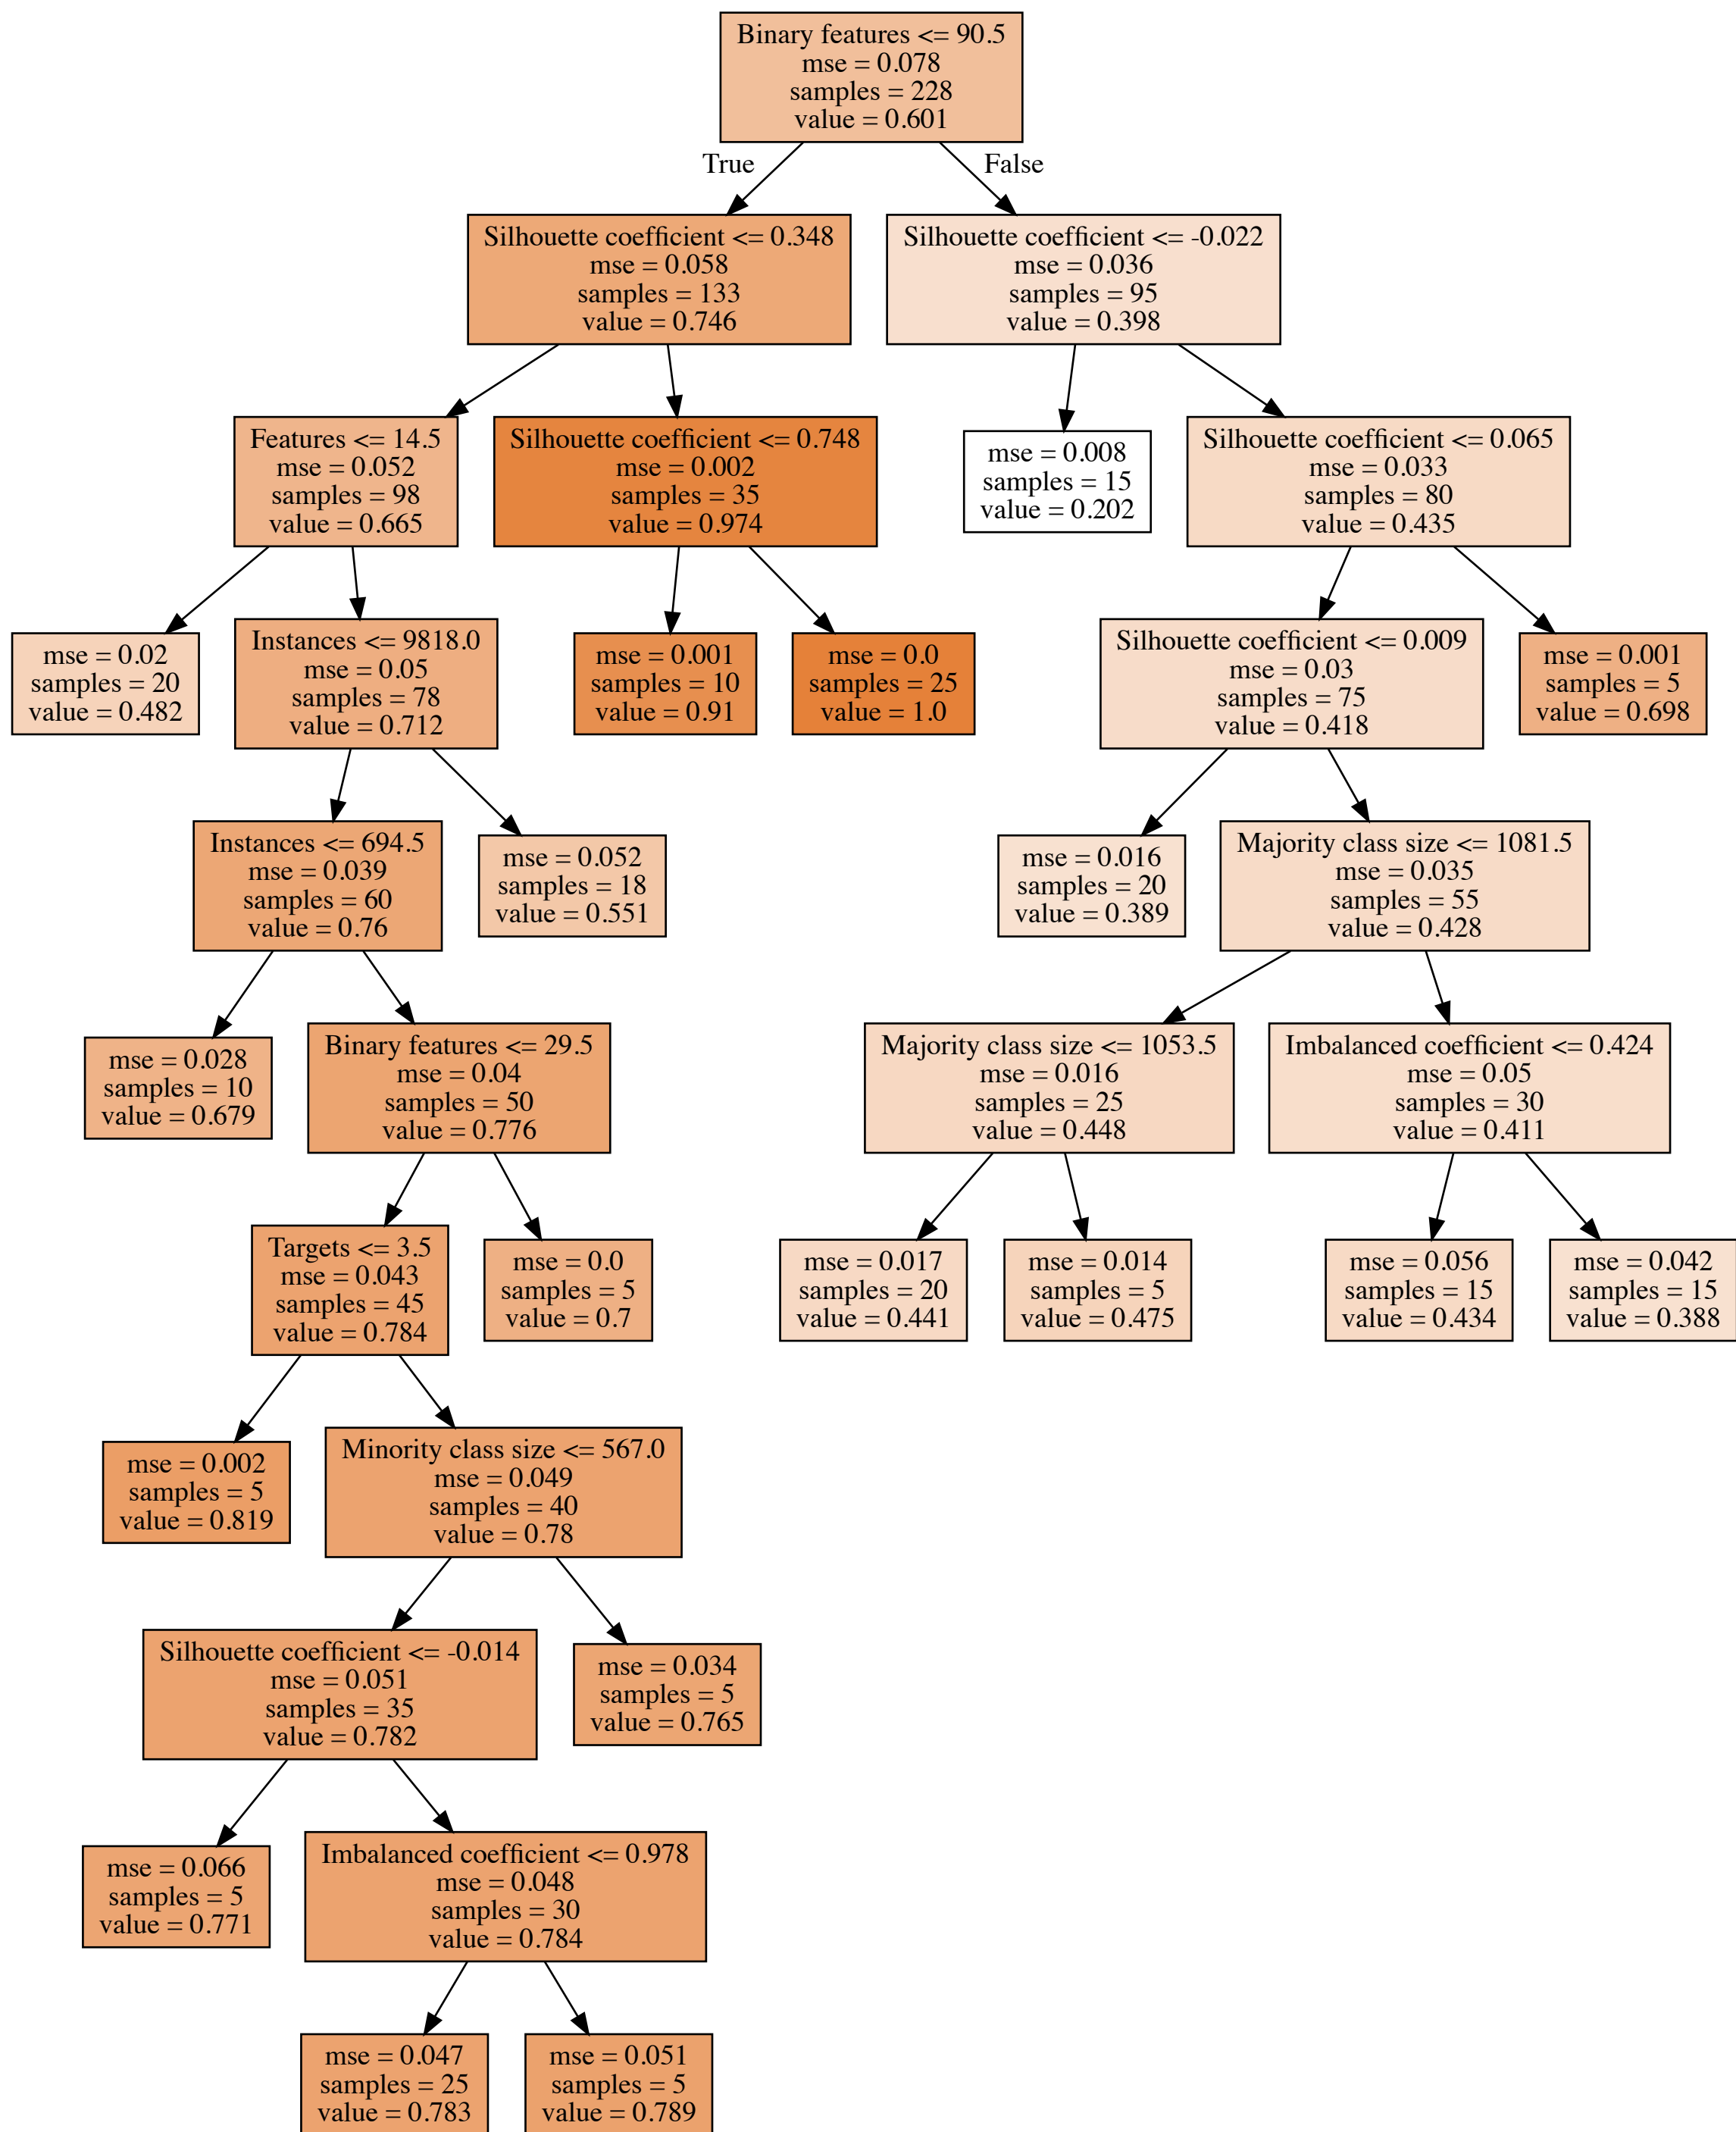 Binary features <= 90.5
mse = 0.078
samples = 228
value = 0.601
True
False
Silhouette coefficient <= 0.348
mse = 0.058
samples = 133
value = 0.746
Silhouette coefficient <= -0.022
mse = 0.036
samples = 95
value = 0.398
Features <= 14.5
mse = 0.052
samples = 98
value = 0.665
Silhouette coefficient <= 0.748
mse = 0.002
samples = 35
value = 0.974
mse = 0.008
samples = 15
value = 0.202
Silhouette coefficient <= 0.065
mse = 0.033
samples = 80
value = 0.435
mse = 0.02
samples = 20
value = 0.482
Instances <= 9818.0
mse = 0.05
samples = 78
value = 0.712
mse = 0.001
samples = 10
value = 0.91
mse = 0.0
samples = 25
value = 1.0
Silhouette coefficient <= 0.009
mse = 0.03
samples = 75
value = 0.418
mse = 0.001
samples = 5
value = 0.698
Instances <= 694.5
mse = 0.039
samples = 60
value = 0.76
mse = 0.052
samples = 18
value = 0.551
mse = 0.016
samples = 20
value = 0.389
Majority class size <= 1081.5
mse = 0.035
samples = 55
value = 0.428
mse = 0.028
samples = 10
value = 0.679
Binary features <= 29.5
mse = 0.04
samples = 50
value = 0.776
Majority class size <= 1053.5
mse = 0.016
samples = 25
value = 0.448
Imbalanced coefficient <= 0.424
mse = 0.05
samples = 30
value = 0.411
Targets <= 3.5
mse = 0.043
samples = 45
value = 0.784
mse = 0.0
samples = 5
value = 0.7
mse = 0.017
samples = 20
value = 0.441
mse = 0.014
samples = 5
value = 0.475
mse = 0.056
samples = 15
value = 0.434
mse = 0.042
samples = 15
value = 0.388
mse = 0.002
samples = 5
value = 0.819
Minority class size <= 567.0
mse = 0.049
samples = 40
value = 0.78
Silhouette coefficient <= -0.014
mse = 0.051
samples = 35
value = 0.782
mse = 0.034
samples = 5
value = 0.765
mse = 0.066
samples = 5
value = 0.771
Imbalanced coefficient <= 0.978
mse = 0.048
samples = 30
value = 0.784
mse = 0.047
samples = 25
value = 0.783
mse = 0.051
samples = 5
value = 0.789